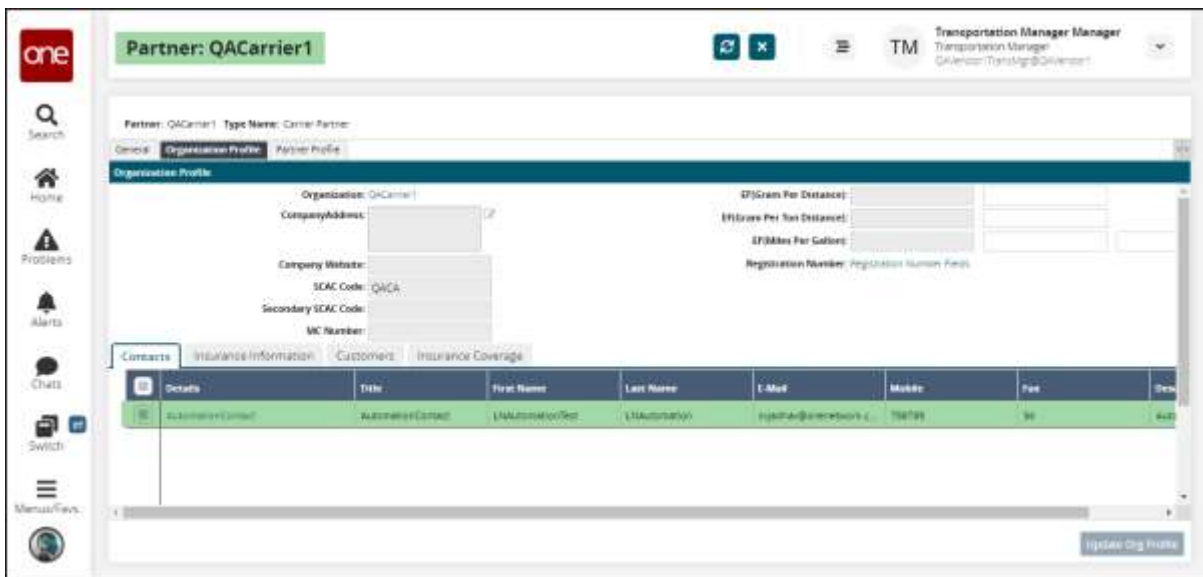 one
Partner: QACarrier1
TM
Transportation Manager Manager
Transportation Manager
Search
Home
Problems
Alerts
Chats
Switch
Menus/Favs.
Partner: QACarrier1 Type Name: Carrier Partner
General Organization Profile Partner Profile
Organization Profile
Organization: QACarrier1
CompanyAddress:
Company Website:
SCAC Code: QACA
Secondary SCAC Code:
MC Number:
EF(Gram Per Distance):
EF(Gram Per Ton Distance):
EF(Miles Per Gallon):
Registration Number: Registration Number Fields
Contacts Insurance Information Customers Insurance Coverage
Details Title First Name Last Name E-Mail Mobile Fax
AutomationContact AutomationContact LNAutomationTest LNAutomation
Update Org Profile